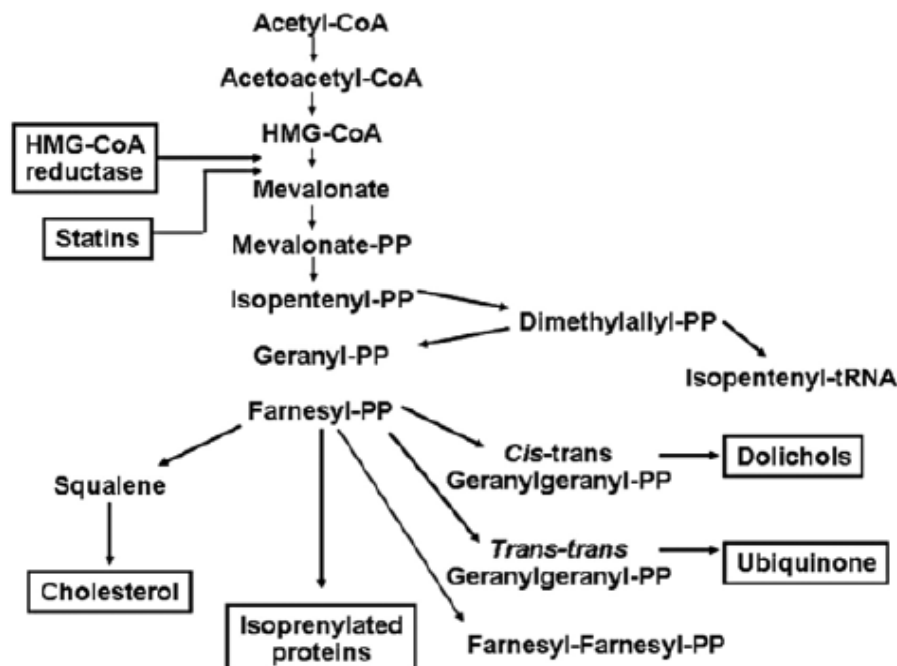 Acetyl-CoA
Acetoacetyl-CoA
HMG-CoA
HMG-CoA
reductase
Mevalonate
Statins
Mevalonate-PP
Isopentenyl-PP
Dimethylallyl-PP
Geranyl-PP
Isopentenyl-tRNA
Farnesyl-PP
Cis-trans
Geranylgeranyl-PP
Dolichols
Squalene
Trans-trans
Geranylgeranyl-PP
Ubiquinone
Cholesterol
Isoprenylated
proteins
Farnesyl-Farnesyl-PP